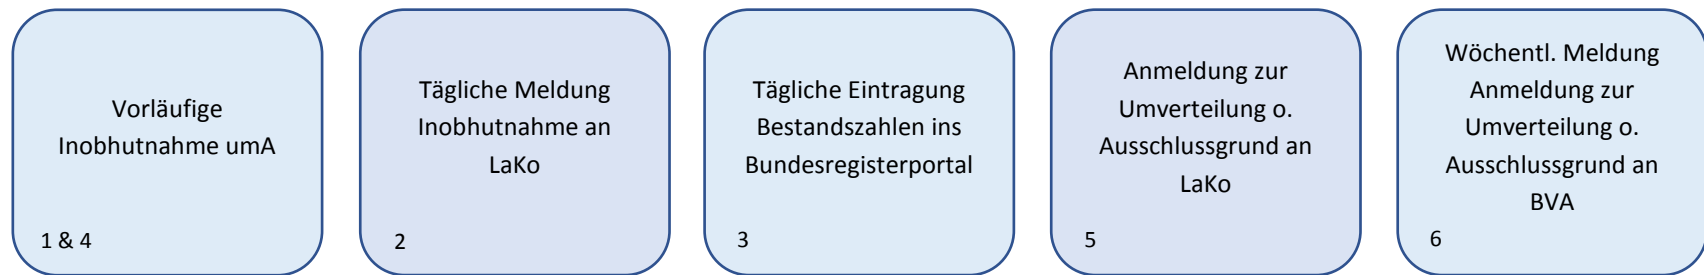 Vorläufige
Inobhutnahme umA
1 & 4
Tägliche Meldung
Inobhutnahme an
LaKo
2
Tägliche Eintragung
Bestandszahlen ins
Bundesregisterportal
3
Anmeldung zur
Umverteilung o.
Ausschlussgrund an
LaKo
5
Wöchentl. Meldung
Anmeldung zur
Umverteilung o.
Ausschlussgrund an
BVA
6